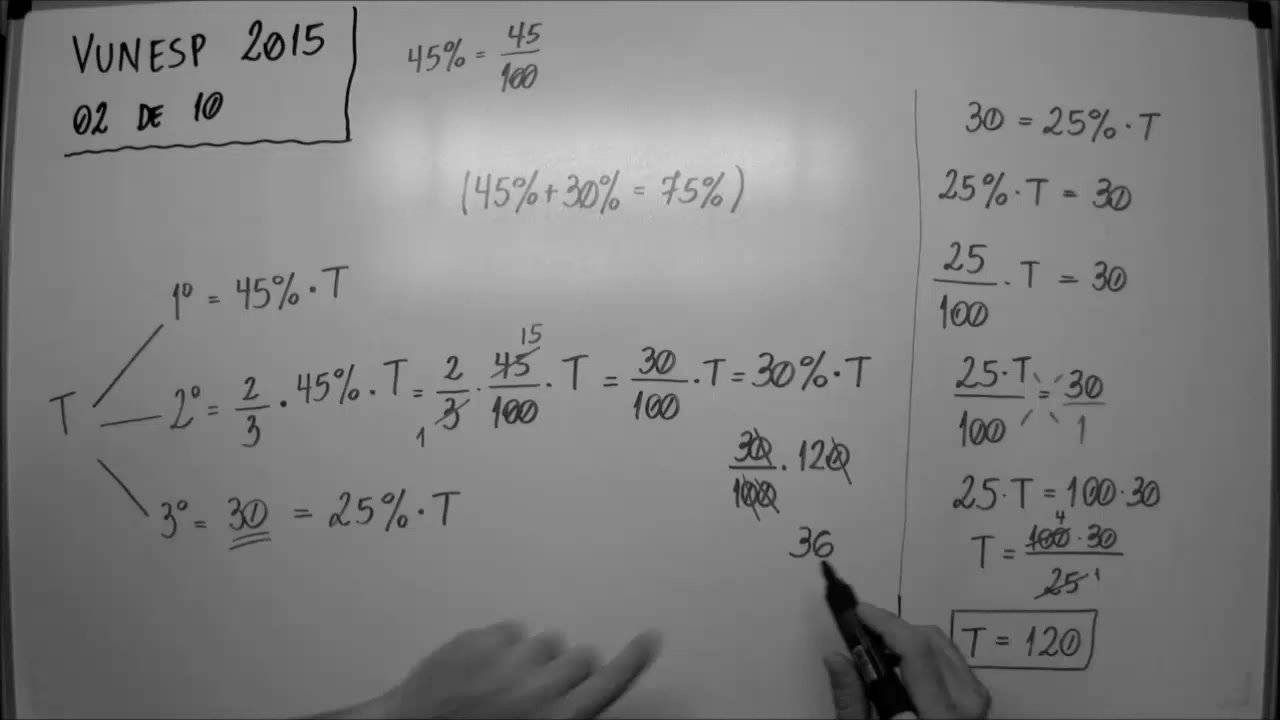 VUNESP 2015
02 DE 10
45% = 45/100
(45% + 30% = 75%)
1º = 45% · T
T
2º = 2/3 · 45% · T = 2/3 · 45/100 · T = 30/100 · T = 30% · T
15
1
3º = 30 = 25% · T
30/100 · 120
36
30 = 25% · T
25% · T = 30
25/100 · T = 30
25 · T/100 = 30/1
25 · T = 100 · 30
T = 100 · 30/25
4
1
T = 120